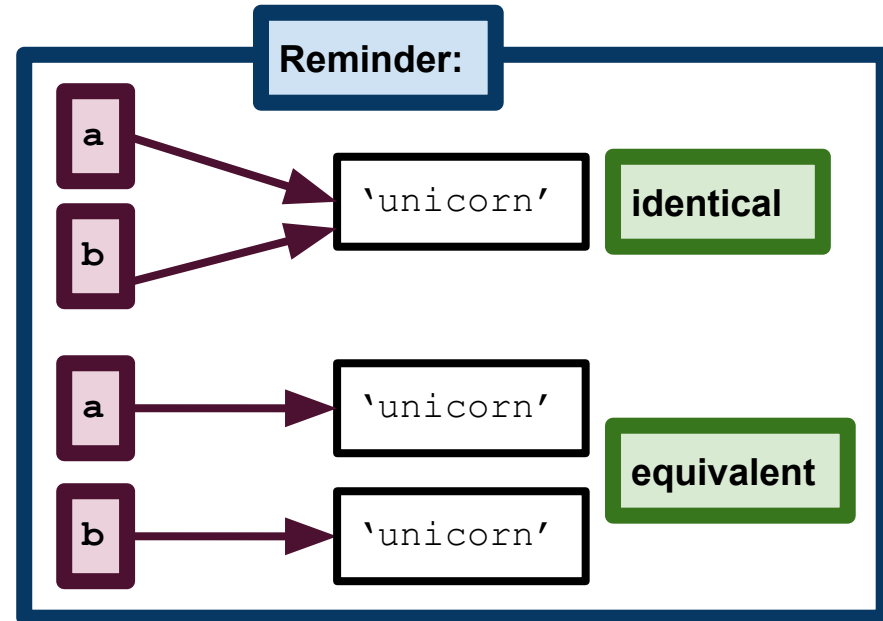 Reminder:
a
‘unicorn’
identical
b
a
‘unicorn’
equivalent
b
‘unicorn’